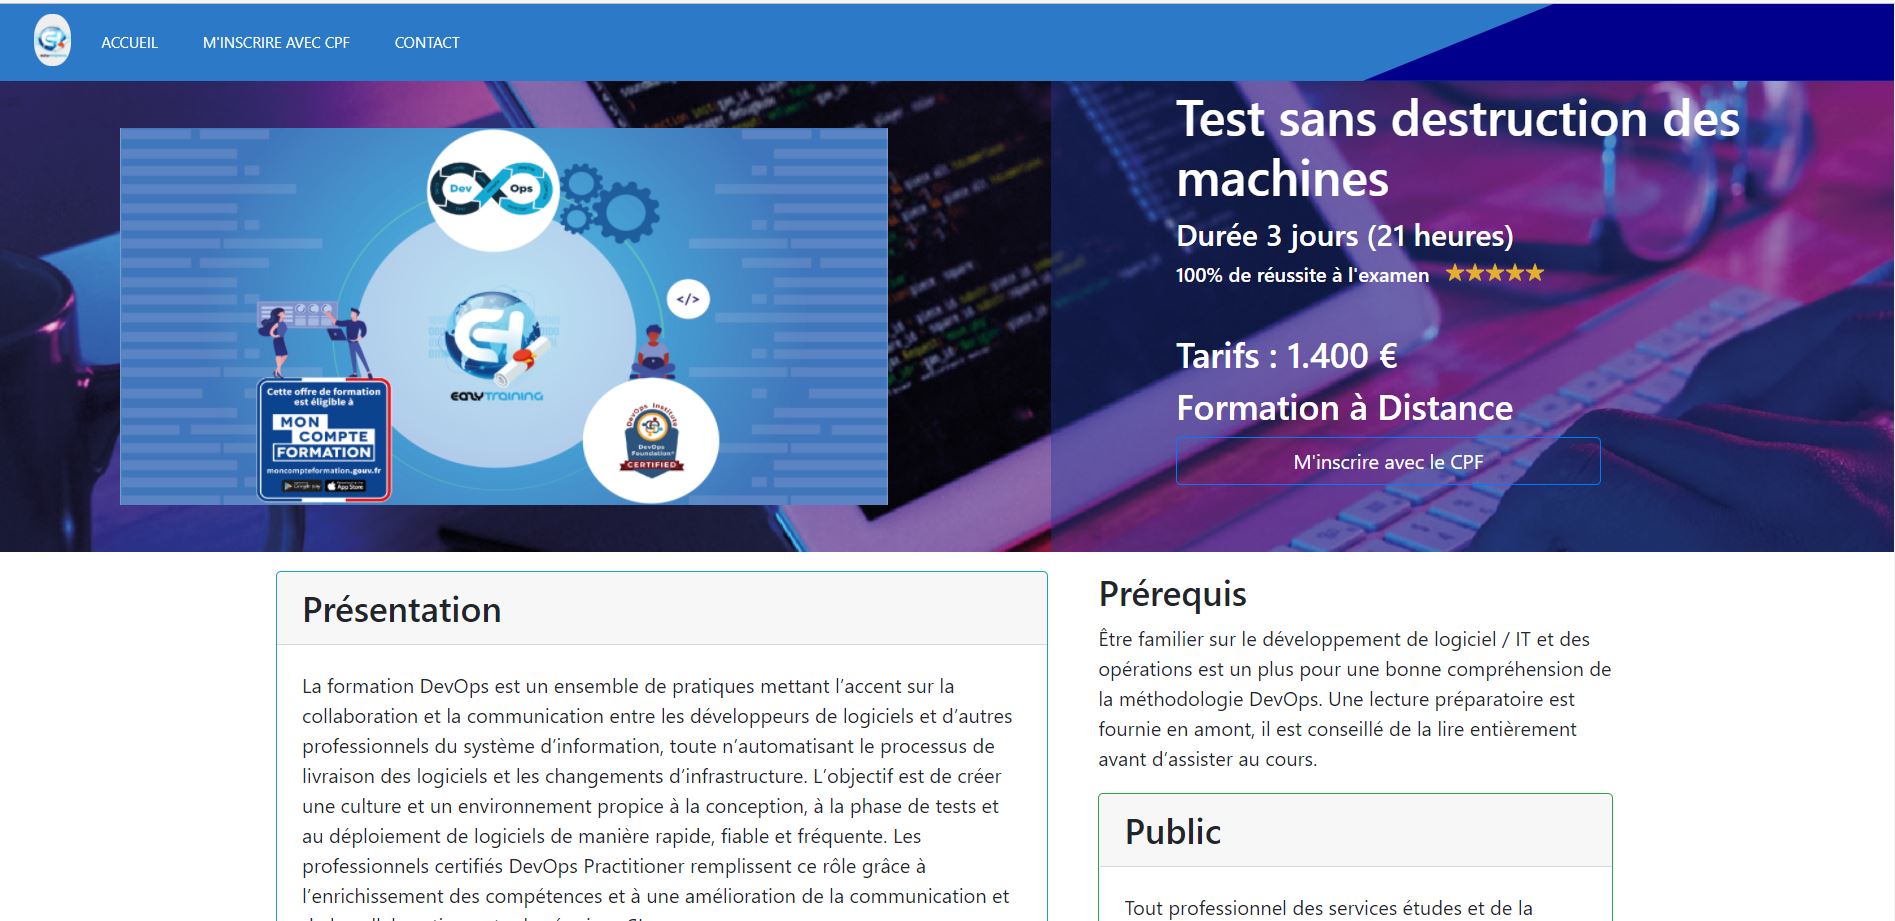 ACCUEIL
M'INSCRIRE AVEC CPF
CONTACT
Dev Ops
</>
EASYTRAINING
Cette offre de formation
est éligible à
MON
COMPTE
FORMATION
moncompteformation.gouv.fr
Google play
App Store
DevOps Institute
DevOps
Foundation
CERTIFIED
Test sans destruction des
machines
Durée 3 jours (21 heures)
100% de réussite à l'examen
Tarifs : 1.400 €
Formation à Distance
M'inscrire avec le CPF
Présentation
La formation DevOps est un ensemble de pratiques mettant l’accent sur la
collaboration et la communication entre les développeurs de logiciels et d’autres
professionnels du système d’information, toute n’automatisant le processus de
livraison des logiciels et les changements d’infrastructure. L’objectif est de créer
une culture et un environnement propice à la conception, à la phase de tests et
au déploiement de logiciels de manière rapide, fiable et fréquente. Les
professionnels certifiés DevOps Practitioner remplissent ce rôle grâce à
l’enrichissement des compétences et à une amélioration de la communication et
Prérequis
Être familier sur le développement de logiciel / IT et des
opérations est un plus pour une bonne compréhension de
la méthodologie DevOps. Une lecture préparatoire est
fournie en amont, il est conseillé de la lire entièrement
avant d’assister au cours.
Public
Tout professionnel des services études et de la